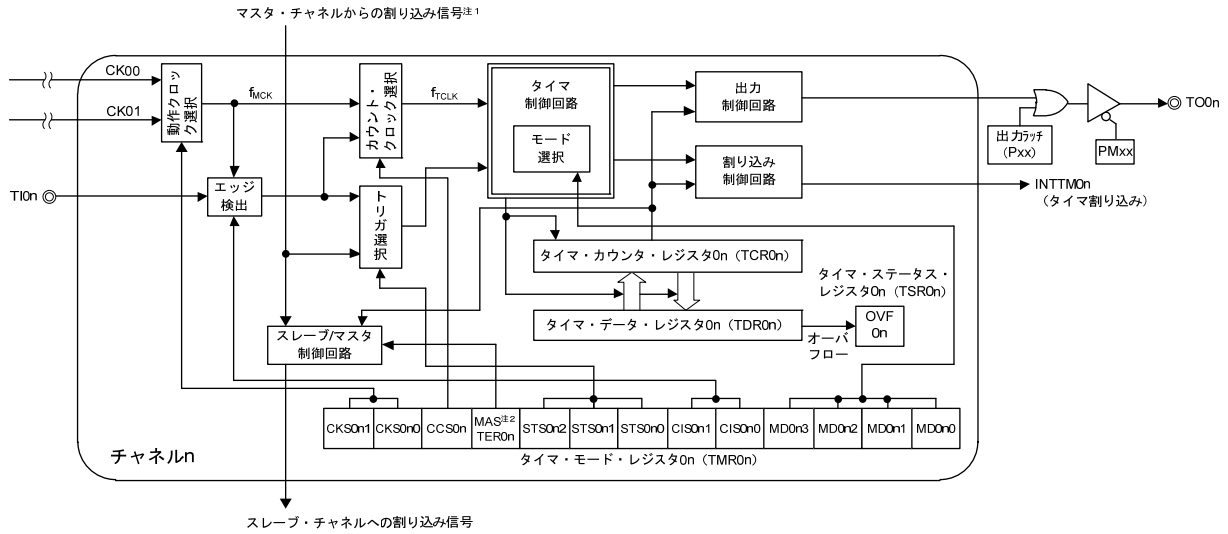 マスタ・チャネルからの割り込み信号注1
CK00
CK01
動作クロッ
ク選択
fMCK
カウント・
クロック選択
fTCLK
タイマ
制御回路
モード
選択
出力
制御回路
出力ラッチ
(Pxx)
PMxx
TO0n
TI0n
エッジ
検出
トリガ選択
割り込み
制御回路
INTTM0n
(タイマ割り込み)
タイマ・カウンタ・レジスタ0n(TCR0n)
タイマ・ステータス・
レジスタ0n(TSR0n)
タイマ・データ・レジスタ0n(TDR0n)
オーバ
フロー
OVF
0n
スレーブ/マスタ
制御回路
CKS0n1
CKS0n0
CCS0n
MAS注2
TER0n
STS0n2
STS0n1
STS0n0
CIS0n1
CIS0n0
MD0n3
MD0n2
MD0n1
MD0n0
タイマ・モード・レジスタ0n(TMR0n)
チャネルn
スレーブ・チャネルへの割り込み信号